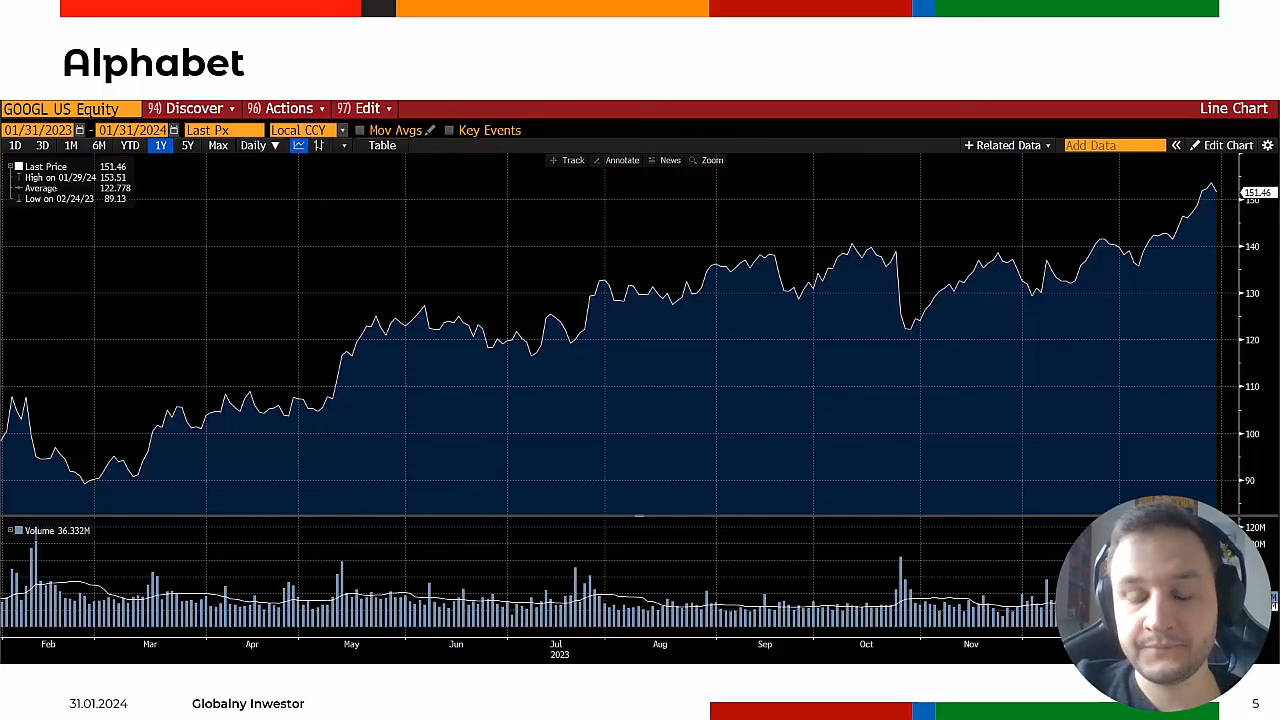 Alphabet
GOOGL US Equity 94) Discover 96) Actions 97) Edit Line Chart
01/31/2023 - 01/31/2024 Last Px Local CCY Mov Avgs Key Events
1D 3D 1M 6M YTD 1Y 5Y Max Daily ▼ Table + Related Data Add Data « Edit Chart
Track Annotate News Zoom
Last Price 151.46
High on 01/29/24 153.51
Average 122.778
Low on 02/24/23 89.13
151.46
150
140
130
120
110
100
90
Volume 36.332M
120M
Feb Mar Apr May Jun Jul Aug Sep Oct Nov
2023
31.01.2024 Globalny Inwestor 5